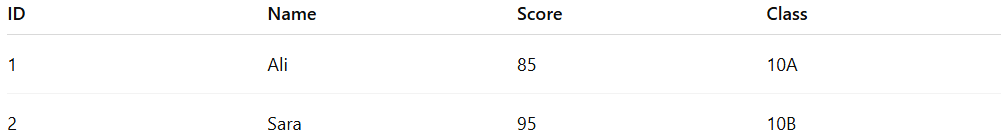 ID Name Score Class
1 Ali 85 10A
2 Sara 95 10B